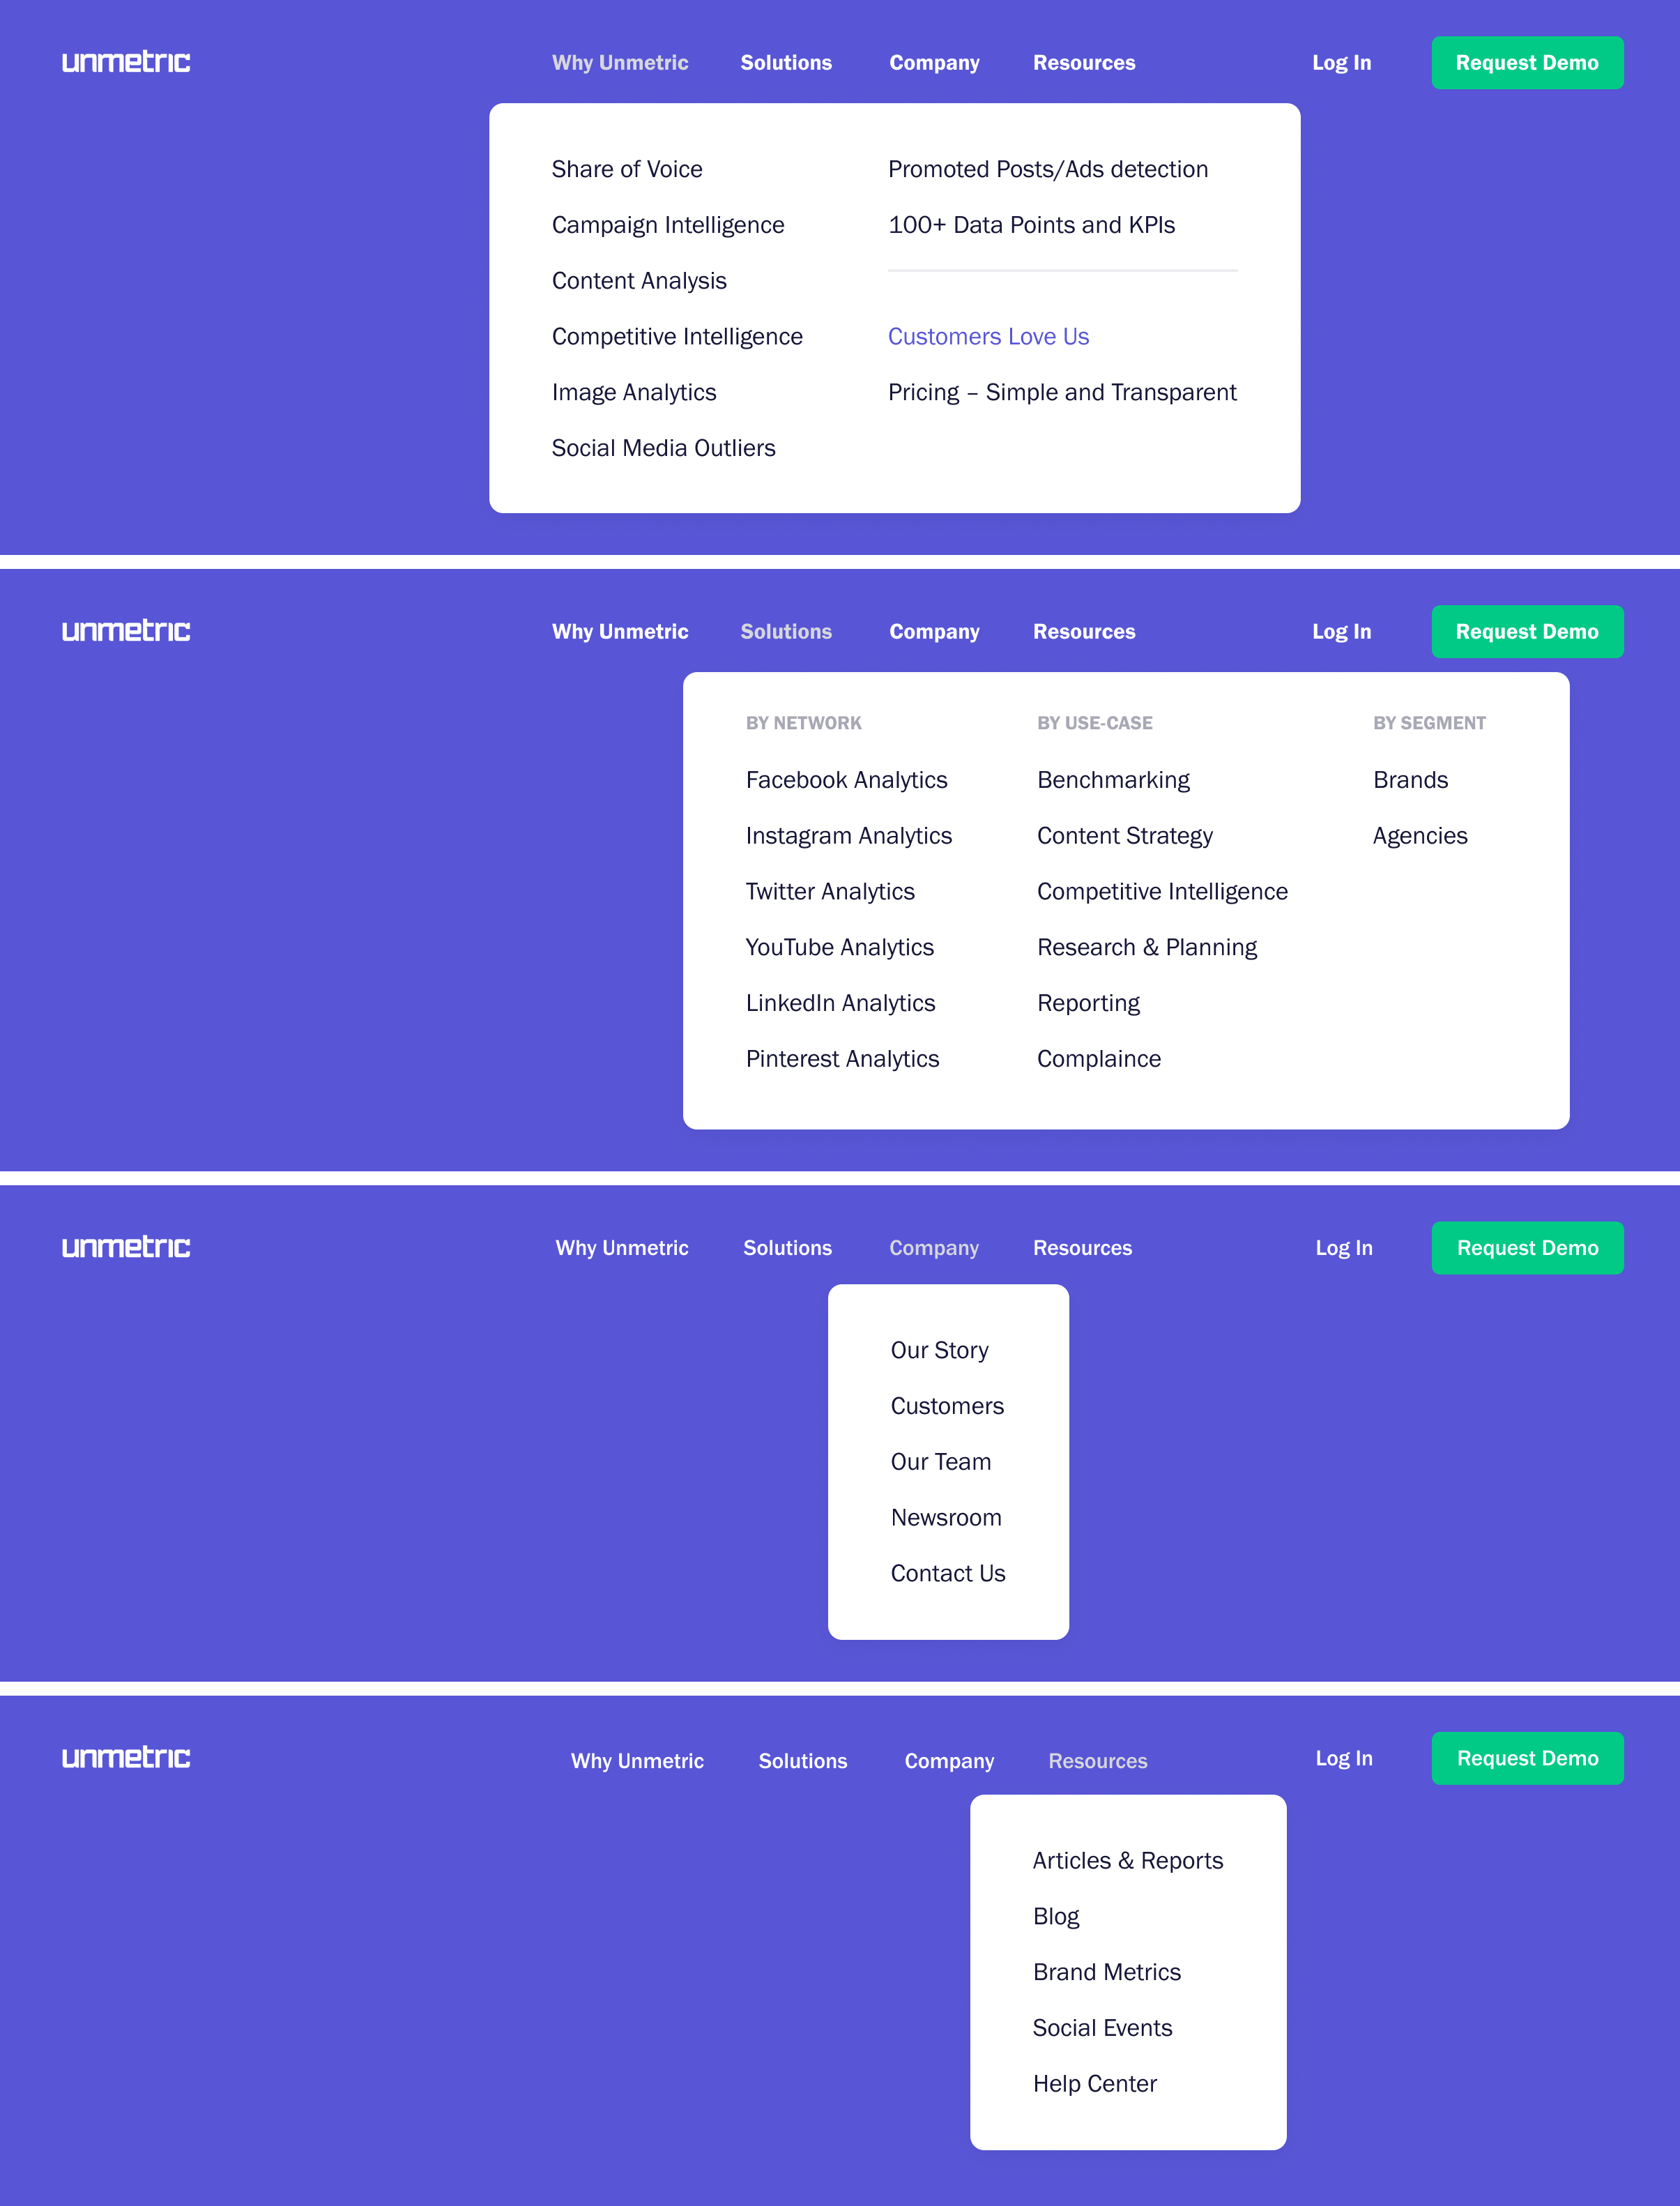 unmetric
Why Unmetric Solutions Company Resources Log In Request Demo
Share of Voice
Campaign Intelligence
Content Analysis
Competitive Intelligence
Image Analytics
Social Media Outliers
Promoted Posts/Ads detection
100+ Data Points and KPIs
Customers Love Us
Pricing – Simple and Transparent
unmetric
Why Unmetric Solutions Company Resources Log In Request Demo
BY NETWORK
Facebook Analytics
Instagram Analytics
Twitter Analytics
YouTube Analytics
LinkedIn Analytics
Pinterest Analytics
BY USE-CASE
Benchmarking
Content Strategy
Competitive Intelligence
Research & Planning
Reporting
Complaince
BY SEGMENT
Brands
Agencies
unmetric
Why Unmetric Solutions Company Resources Log In Request Demo
Our Story
Customers
Our Team
Newsroom
Contact Us
unmetric
Why Unmetric Solutions Company Resources Log In Request Demo
Articles & Reports
Blog
Brand Metrics
Social Events
Help Center